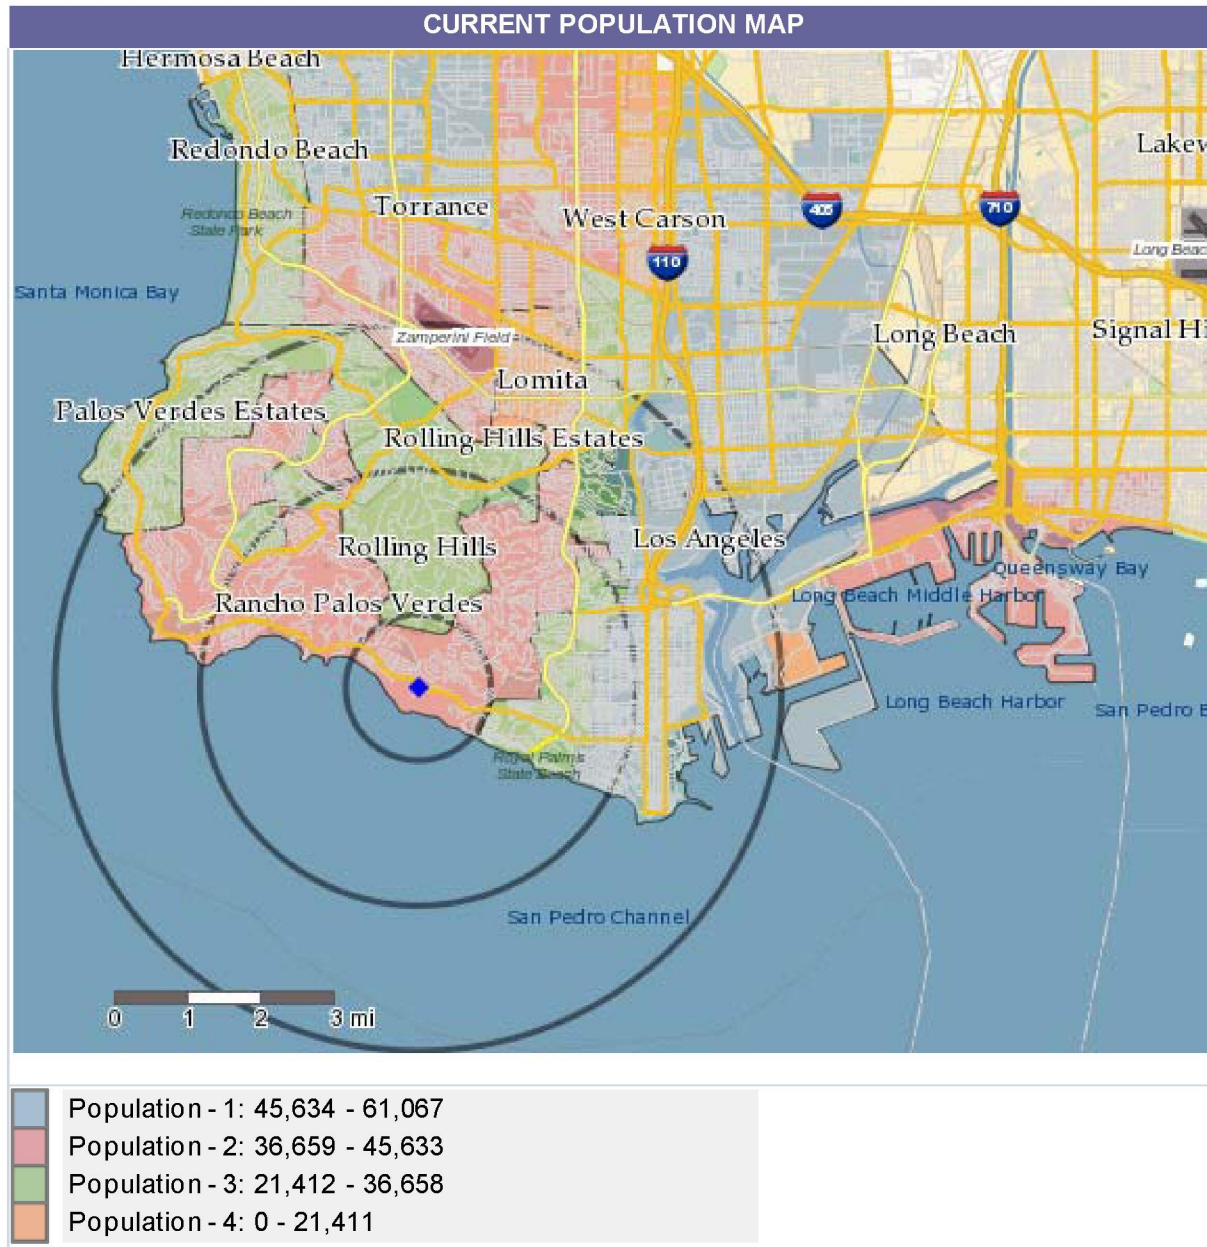 CURRENT POPULATION MAP
Hermosa Beach
Redondo Beach
Lakew
Redondo Beach
State Park
Torrance
West Carson
405
710
Long Beac
110
Santa Monica Bay
Zamperini Field
Long Beach
Signal Hi
Lomita
Palos Verdes Estates
Rolling Hills Estates
Rolling Hills
Los Angeles
Queensway Bay
Rancho Palos Verdes
Long Beach Middle Harbor
Long Beach Harbor
San Pedro B
Royal Palms
State Beach
San Pedro Channel
0 1 2 3 mi
Population - 1: 45,634 - 61,067
Population - 2: 36,659 - 45,633
Population - 3: 21,412 - 36,658
Population - 4: 0 - 21,411